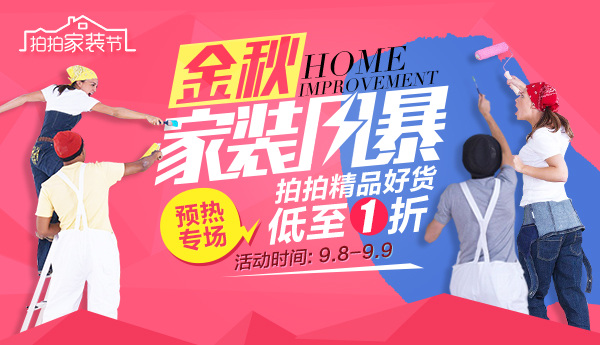 拍拍家装节
金秋
HOME
IMPROVEMENT
家装风暴
拍拍精品好货
低至1折
预热
专场
活动时间: 9.8-9.9